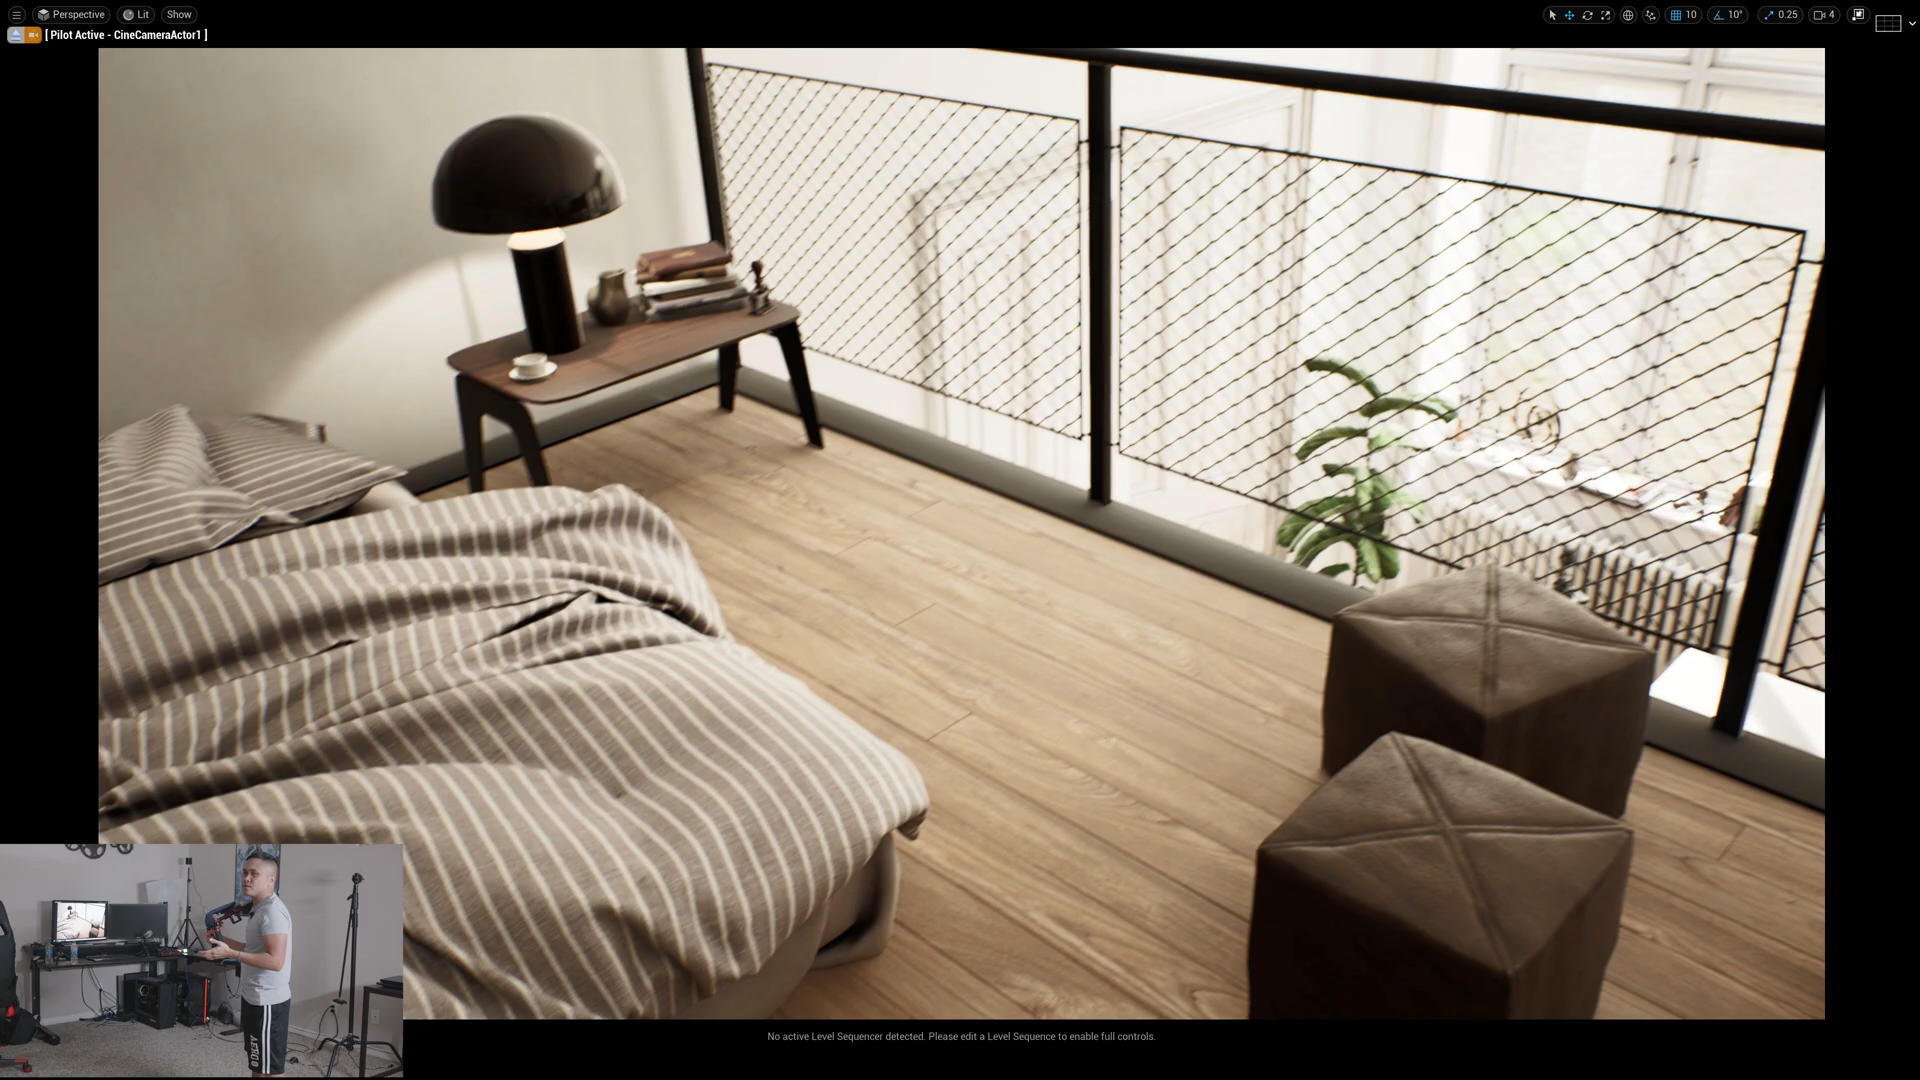 Perspective
Lit
Show
10
10°
0.25
4
[ Pilot Active - CineCameraActor1 ]
AERO
No active Level Sequencer detected. Please edit a Level Sequence to enable full controls.